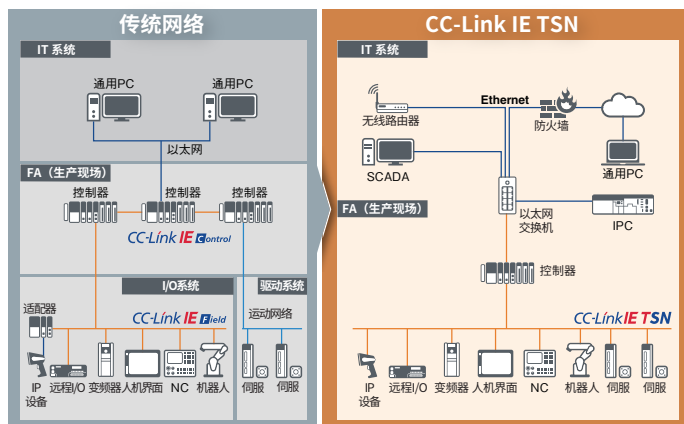 传统网络
IT 系统
通用PC
通用PC
以太网
FA（生产现场）
控制器
控制器
控制器
CC-Link IE Control
I/O系统
驱动系统
适配器
CC-Link IE Field
运动网络
IP
设备
远程I/O
变频器
人机界面
NC
机器人
伺服
伺服
CC-Link IE TSN
IT 系统
Ethernet
无线路由器
防火墙
通用PC
SCADA
FA（生产现场）
以太网
交换机
IPC
控制器
CC-Link IE TSN
IP
设备
远程I/O
变频器
人机界面
NC
机器人
伺服
伺服